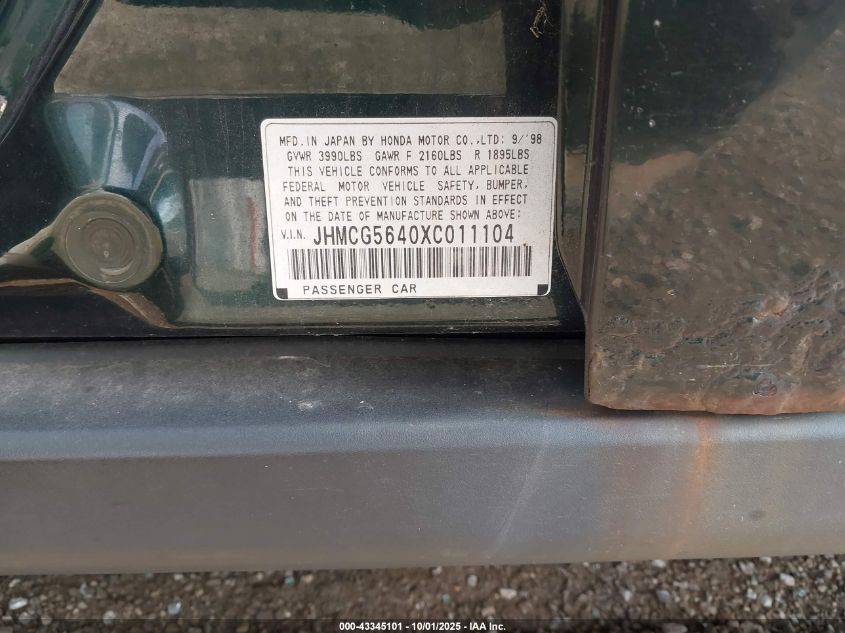 MFD. IN JAPAN BY HONDA MOTOR CO., LTD: 9/'98
GVWR 3990LBS GAWR F 2160LBS R 1895LBS
THIS VEHICLE CONFORMS TO ALL APPLICABLE
FEDERAL MOTOR VEHICLE SAFETY, BUMPER,
AND THEFT PREVENTION STANDARDS IN EFFECT
ON THE DATE OF MANUFACTURE SHOWN ABOVE:
V.I.N. JHMCG5640XC011104
PASSENGER CAR
000-43345101 - 10/01/2025 - IAA Inc.